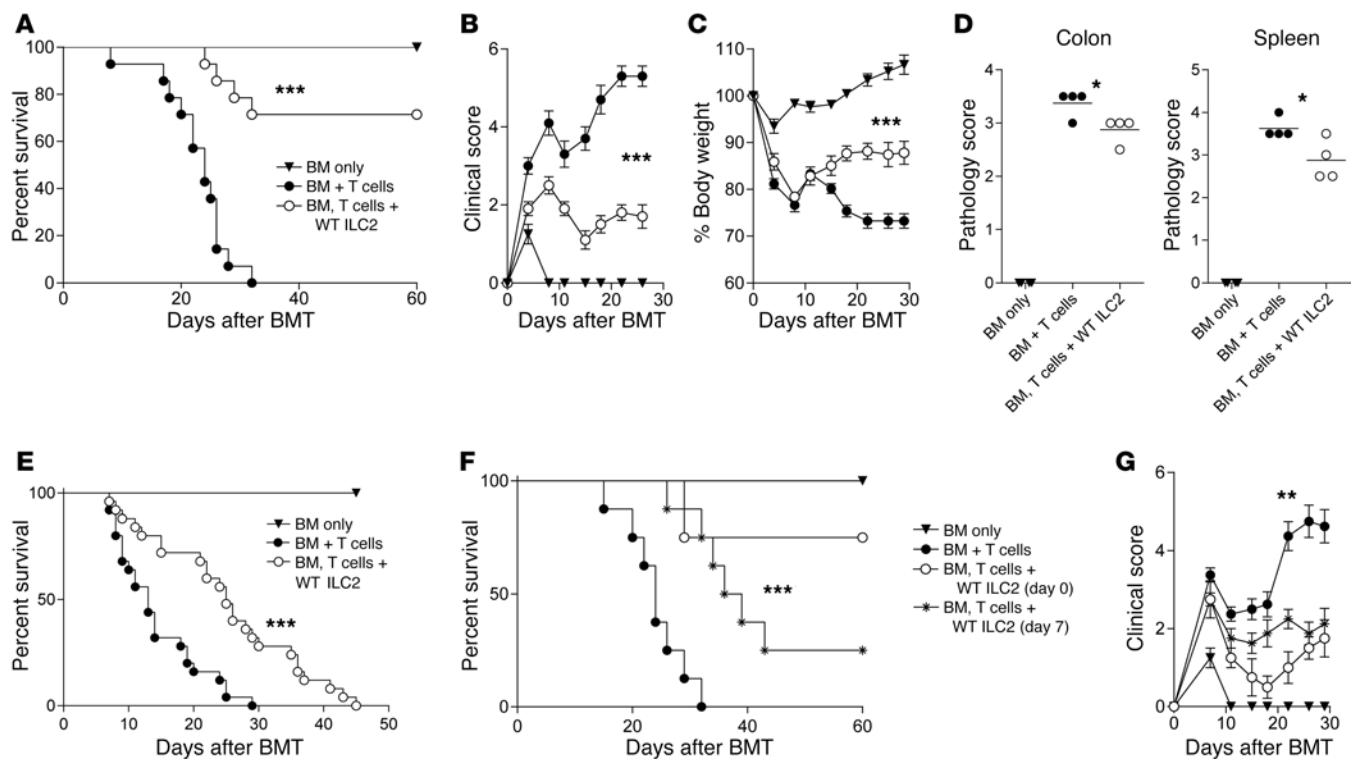 A
Percent survival
100
80
60
40
20
0
0
20
40
60
Days after BMT
***
BM only
BM + T cells
BM, T cells +
WT ILC2
B
Clinical score
6
4
2
0
0
10
20
30
Days after BMT
***
C
% Body weight
110
100
90
80
70
60
0
10
20
30
Days after BMT
***
D
Colon
Pathology score
4
3
2
1
0
*
BM only
BM + T cells
BM, T cells + WT ILC2
Spleen
Pathology score
5
4
3
2
1
0
*
BM only
BM + T cells
BM, T cells + WT ILC2
E
Percent survival
100
50
0
0
10
20
30
40
50
Days after BMT
***
BM only
BM + T cells
BM, T cells +
WT ILC2
F
Percent survival
100
50
0
0
20
40
60
Days after BMT
***
BM only
BM + T cells
BM, T cells +
WT ILC2 (day 0)
BM, T cells +
WT ILC2 (day 7)
G
Clinical score
6
4
2
0
0
10
20
30
Days after BMT
**